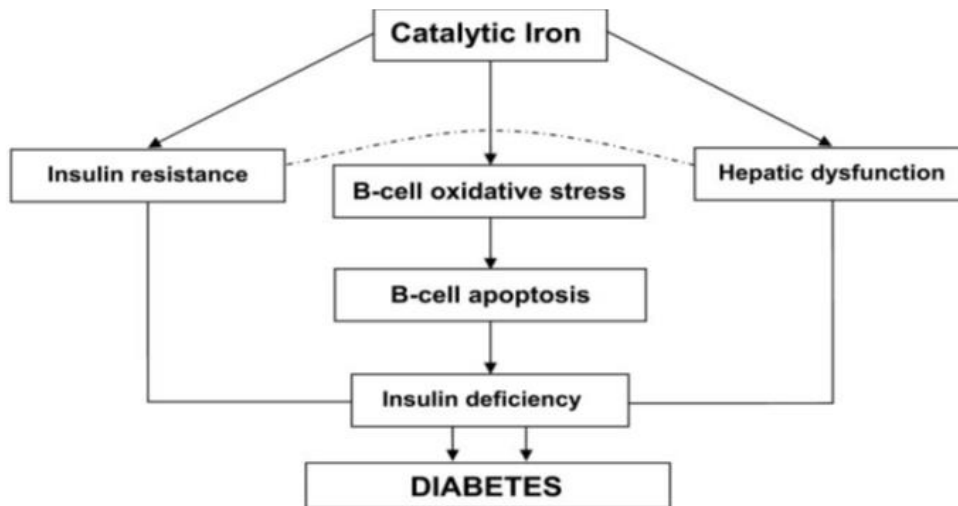 Catalytic Iron
Insulin resistance
B-cell oxidative stress
Hepatic dysfunction
B-cell apoptosis
Insulin deficiency
DIABETES